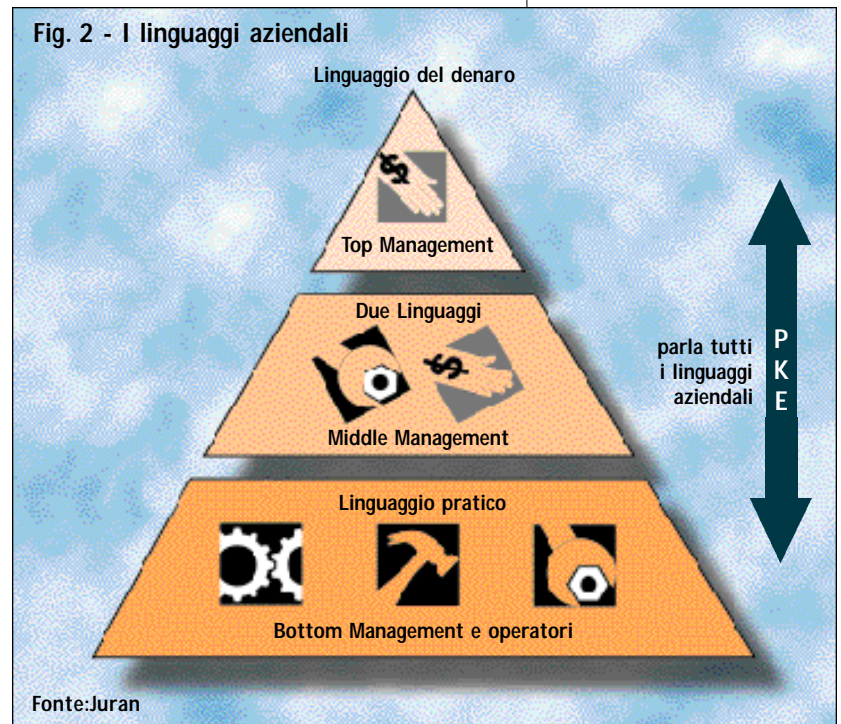 Fig. 2 - I linguaggi aziendali
Linguaggio del denaro
$
Top Management
Due Linguaggi
$
Middle Management
parla tutti
i linguaggi
aziendali
P
K
E
Linguaggio pratico
Bottom Management e operatori
Fonte:Juran